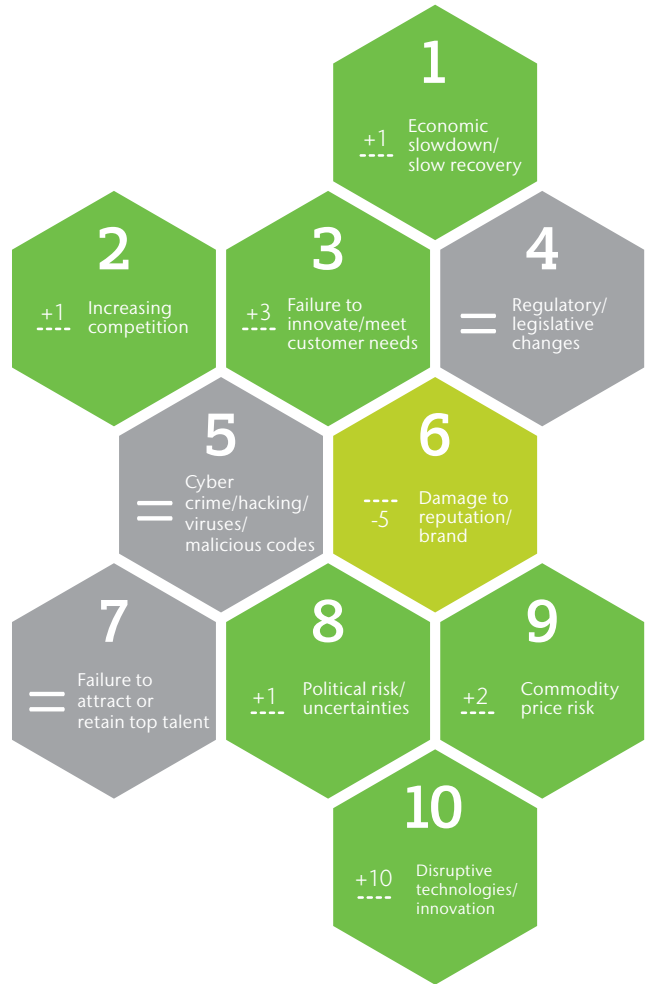 1
+1
Economic
slowdown/
slow recovery
2
+1
Increasing
competition
3
+3
Failure to
innovate/meet
customer needs
4
=
Regulatory/
legislative
changes
5
=
Cyber
crime/hacking/
viruses/
malicious codes
6
-5
Damage to
reputation/
brand
7
=
Failure to
attract or
retain top talent
8
+1
Political risk/
uncertainties
9
+2
Commodity
price risk
10
+10
Disruptive
technologies/
innovation